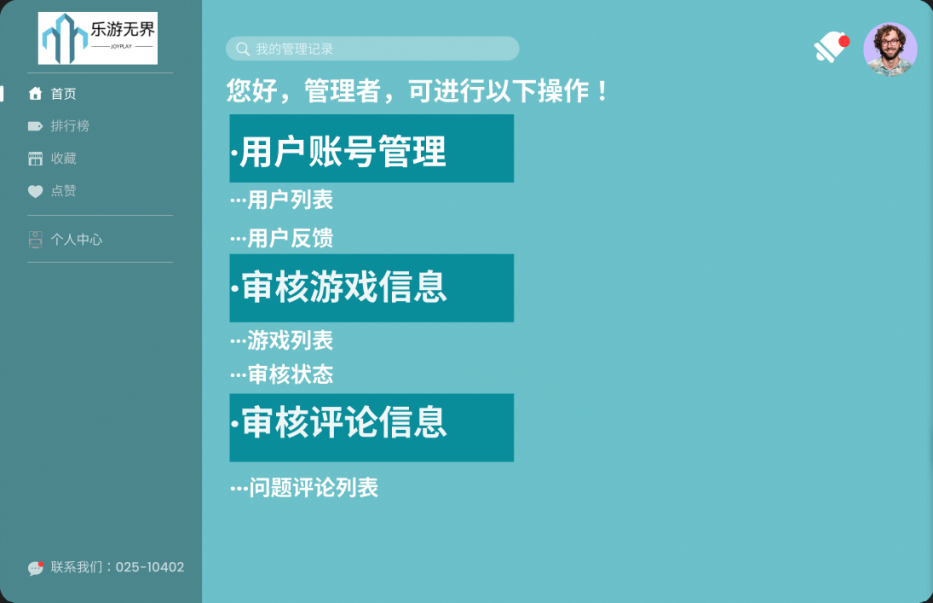 乐游无界
JOYPLAY
首页
排行榜
收藏
点赞
个人中心
联系我们：025-10402
我的管理记录
您好，管理者，可进行以下操作！
·用户账号管理
···用户列表
···用户反馈
·审核游戏信息
···游戏列表
···审核状态
·审核评论信息
···问题评论列表